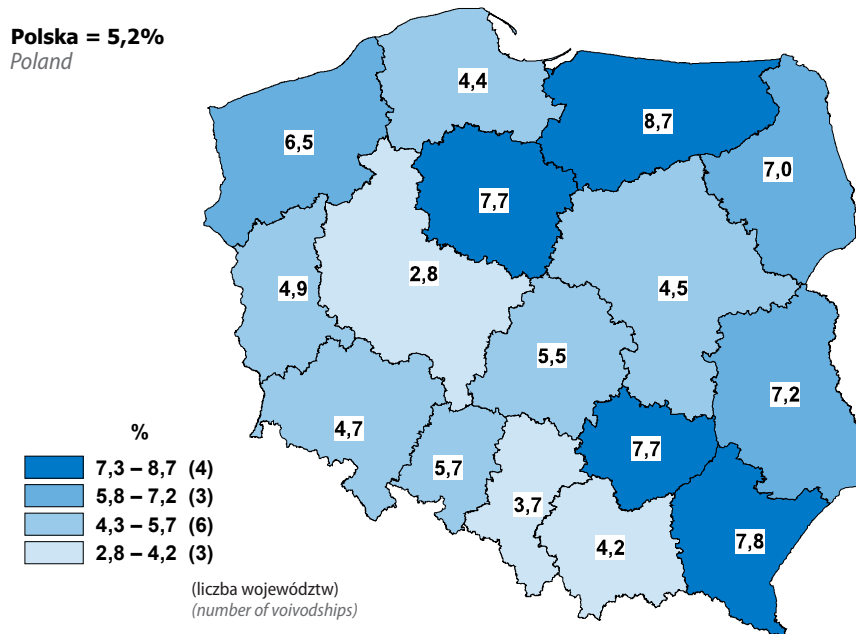 Polska = 5,2%
Poland
4,4
8,7
6,5
7,0
7,7
2,8
4,9
4,5
5,5
7,2
4,7
7,7
5,7
3,7
4,2
7,8
%
7,3 – 8,7 (4)
5,8 – 7,2 (3)
4,3 – 5,7 (6)
2,8 – 4,2 (3)
(liczba województw)
(number of voivodships)